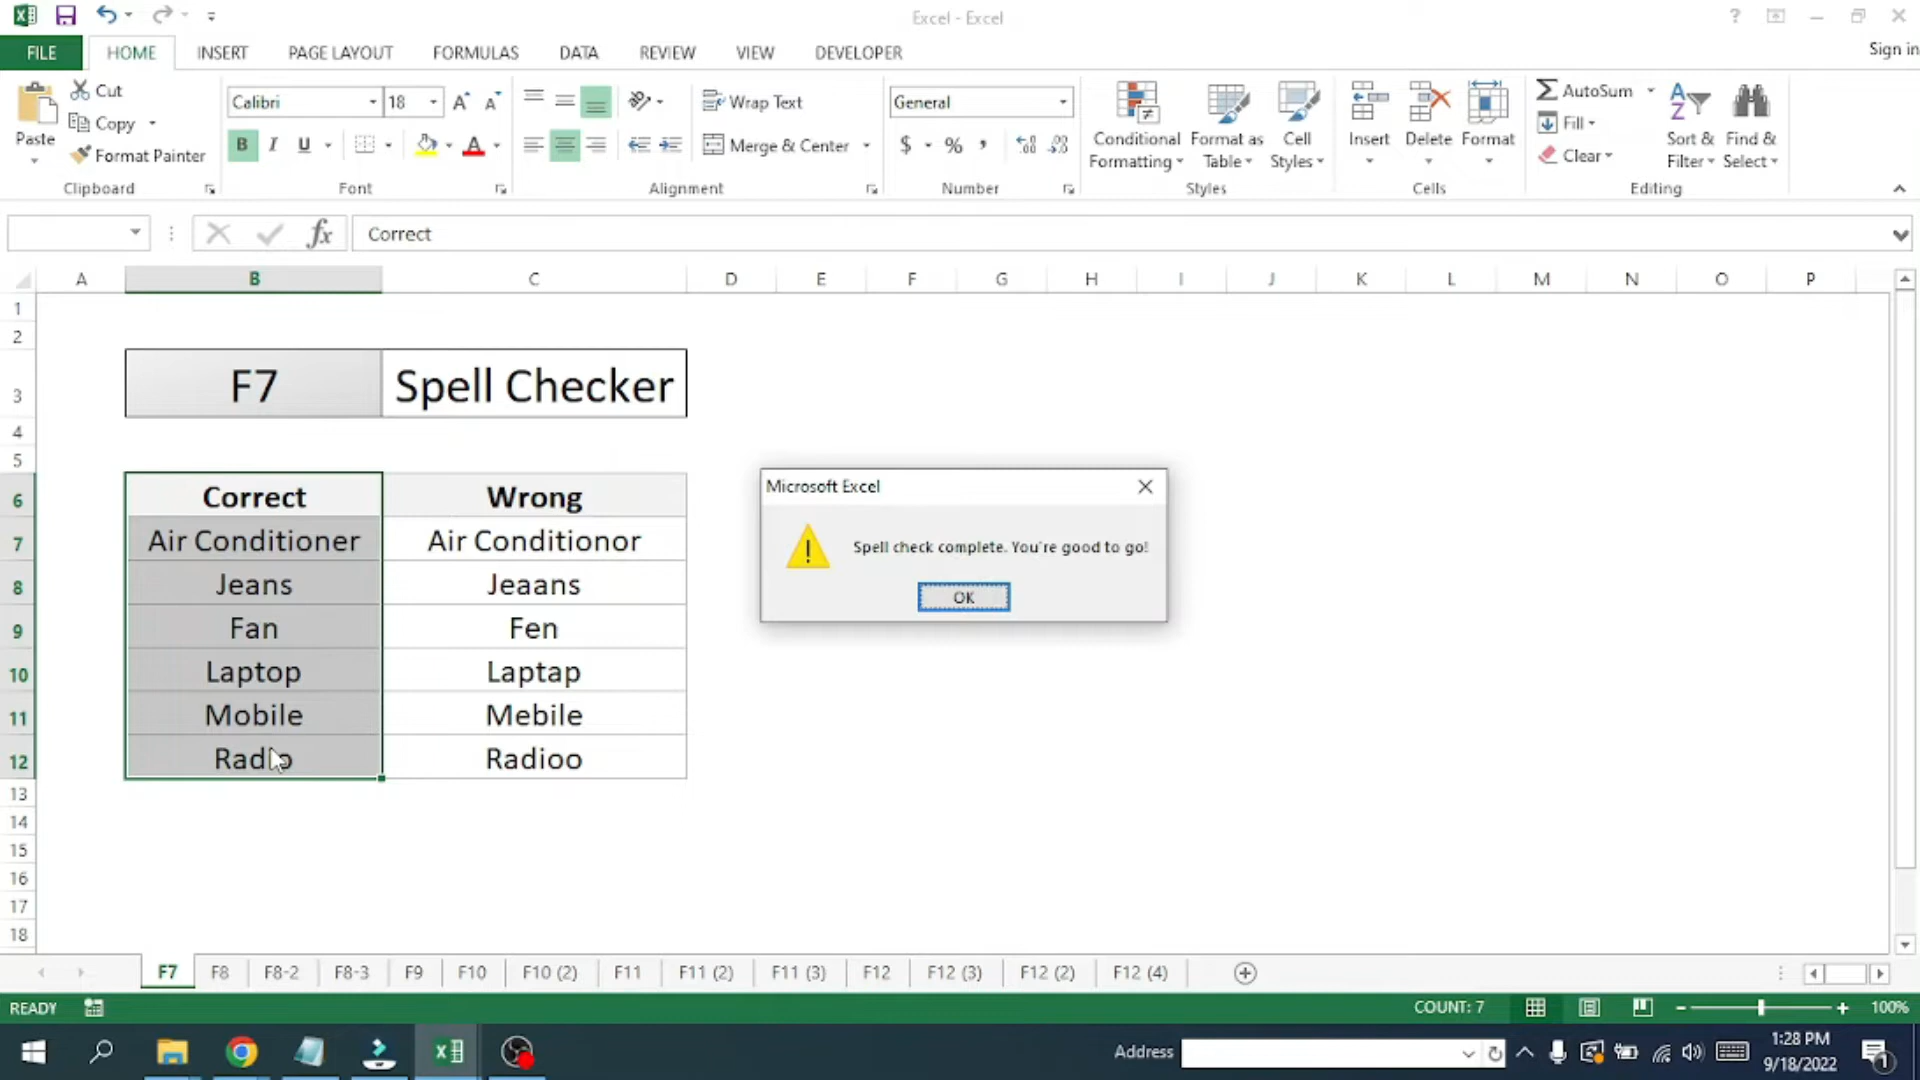 Excel - Excel
Sign in
FILE HOME INSERT PAGE LAYOUT FORMULAS DATA REVIEW VIEW DEVELOPER
Paste
Cut
Copy
Format Painter
Clipboard
Calibri 18
B I U
Font
Wrap Text
Merge & Center
Alignment
General
$ % ,
Number
Conditional Formatting
Format as Table
Cell Styles
Styles
Insert
Delete
Format
Cells
AutoSum
Fill
Clear
Sort & Filter
Find & Select
Editing
fx Correct
A B C D E F G H I J K L M N O P
1
2
3 F7 Spell Checker
4
5
6 Correct Wrong
7 Air Conditioner Air Conditionor
8 Jeans Jeaans
9 Fan Fen
10 Laptop Laptap
11 Mobile Mebile
12 Radio Radioo
13
14
15
16
17
18
Microsoft Excel
Spell check complete. You're good to go!
OK
F7 F8 F8-2 F8-3 F9 F10 F10 (2) F11 F11 (2) F11 (3) F12 F12 (3) F12 (2) F12 (4)
READY COUNT: 7 100%
Address
1:28 PM
9/18/2022
1